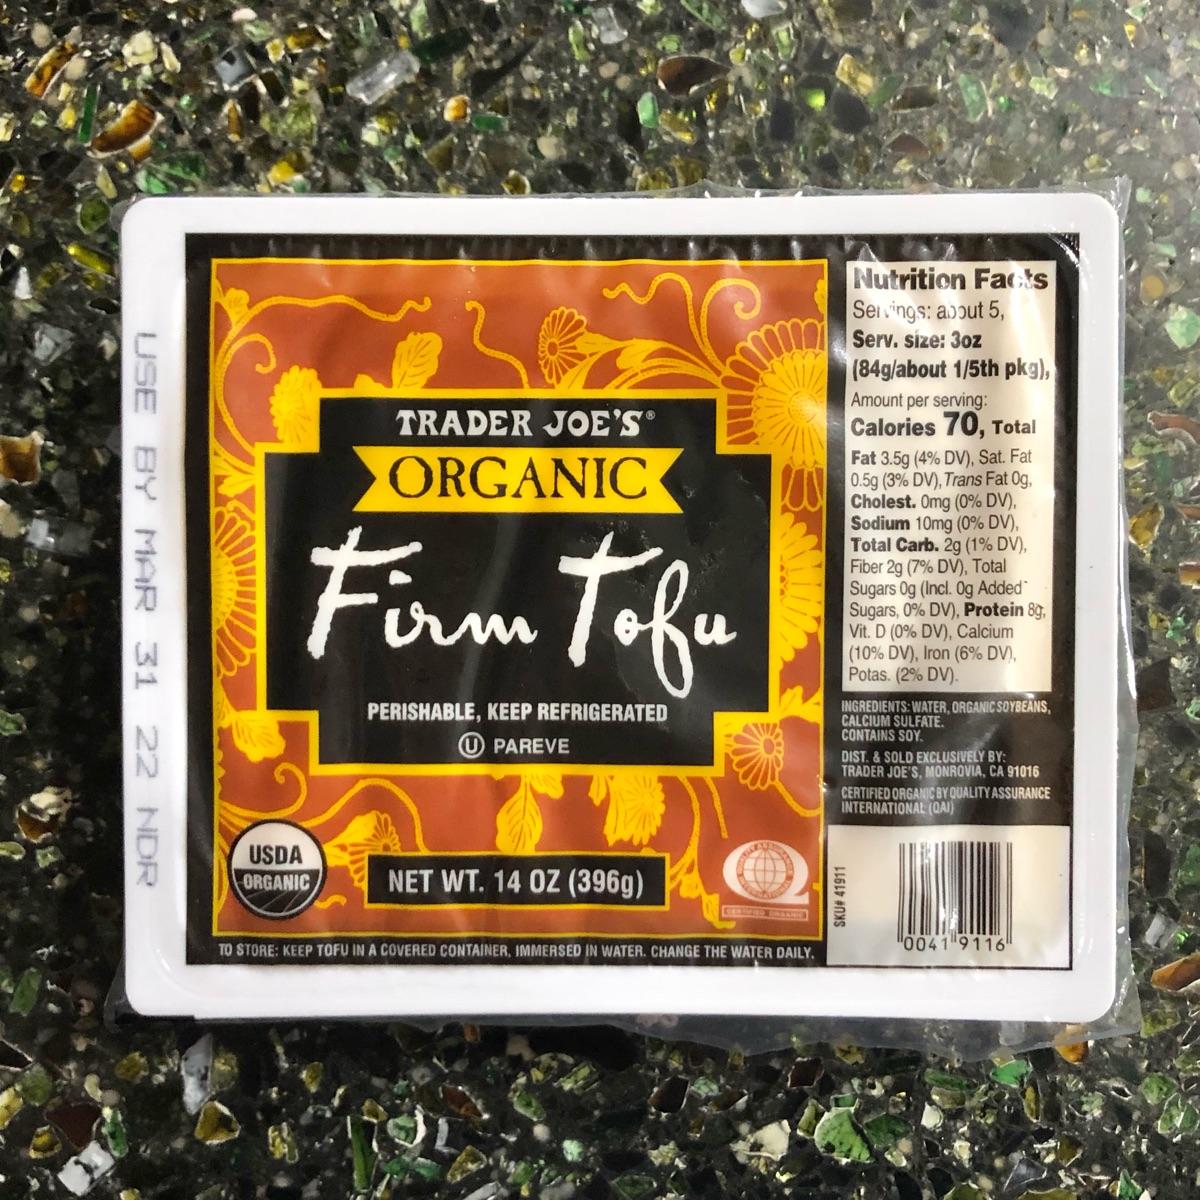 USE BY MAR 31 22 NDR
TRADER JOE'S®
ORGANIC
Firm Tofu
PERISHABLE, KEEP REFRIGERATED
Ⓤ PAREVE
USDA
ORGANIC
NET WT. 14 OZ (396g)
CERTIFIED ORGANIC
TO STORE: KEEP TOFU IN A COVERED CONTAINER, IMMERSED IN WATER. CHANGE THE WATER DAILY.
Nutrition Facts
Servings: about 5,
Serv. size: 3oz
(84g/about 1/5th pkg),
Amount per serving:
Calories 70, Total
Fat 3.5g (4% DV), Sat. Fat
0.5g (3% DV), Trans Fat 0g,
Cholest. 0mg (0% DV),
Sodium 10mg (0% DV),
Total Carb. 2g (1% DV),
Fiber 2g (7% DV), Total
Sugars 0g (Incl. 0g Added
Sugars, 0% DV), Protein 8g,
Vit. D (0% DV), Calcium
(10% DV), Iron (6% DV),
Potas. (2% DV).
INGREDIENTS: WATER, ORGANIC SOYBEANS,
CALCIUM SULFATE.
CONTAINS SOY.
DIST. & SOLD EXCLUSIVELY BY:
TRADER JOE'S, MONROVIA, CA 91016
CERTIFIED ORGANIC BY QUALITY ASSURANCE
INTERNATIONAL (QAI)
SKU# 41911
0041 9116